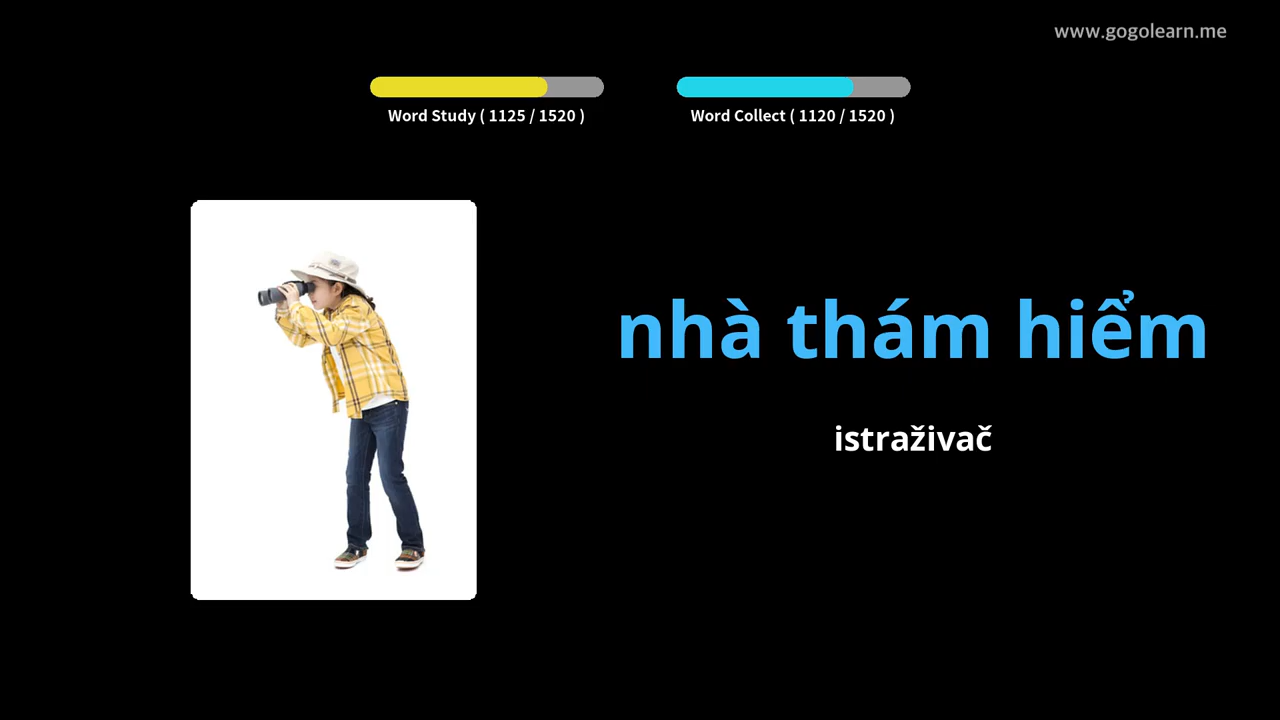 www.gogolearn.me
Word Study ( 1125 / 1520 )
Word Collect ( 1120 / 1520 )
nhà thám hiểm
istraživač